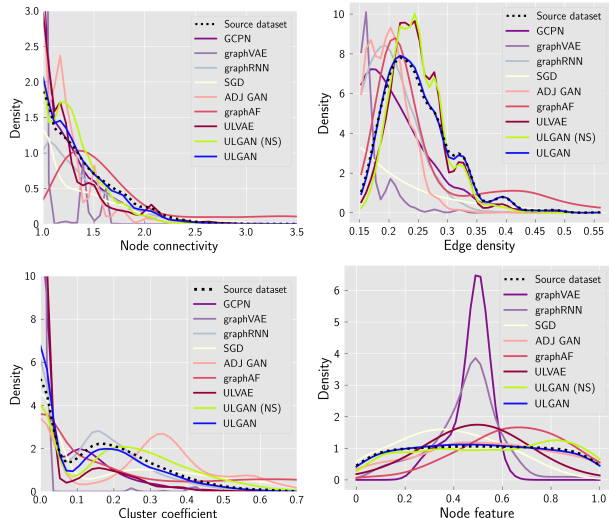 3.0
2.5
2.0
1.5
1.0
0.5
0
Density
1.0
1.5
2.0
2.5
3.0
3.5
Node connectivity
Source dataset
GCPN
graphVAE
graphRNN
SGD
ADJ GAN
graphAF
ULVAE
ULGAN (NS)
ULGAN
10
8
6
4
2
0
Density
0.15
0.2
0.25
0.3
0.35
0.4
0.45
0.5
0.55
Edge density
Source dataset
GCPN
graphVAE
graphRNN
SGD
ADJ GAN
graphAF
ULVAE
ULGAN (NS)
ULGAN
10
8
6
4
2
0
Density
0.0
0.1
0.2
0.3
0.4
0.5
0.6
0.7
Cluster coefficient
Source dataset
GCPN
graphVAE
graphRNN
SGD
ADJ GAN
graphAF
ULVAE
ULGAN (NS)
ULGAN
6
5
4
3
2
1
0
Density
0
0.2
0.4
0.6
0.8
1.0
Node feature
Source dataset
graphVAE
graphRNN
SGD
ADJ GAN
graphAF
ULVAE
ULGAN (NS)
ULGAN